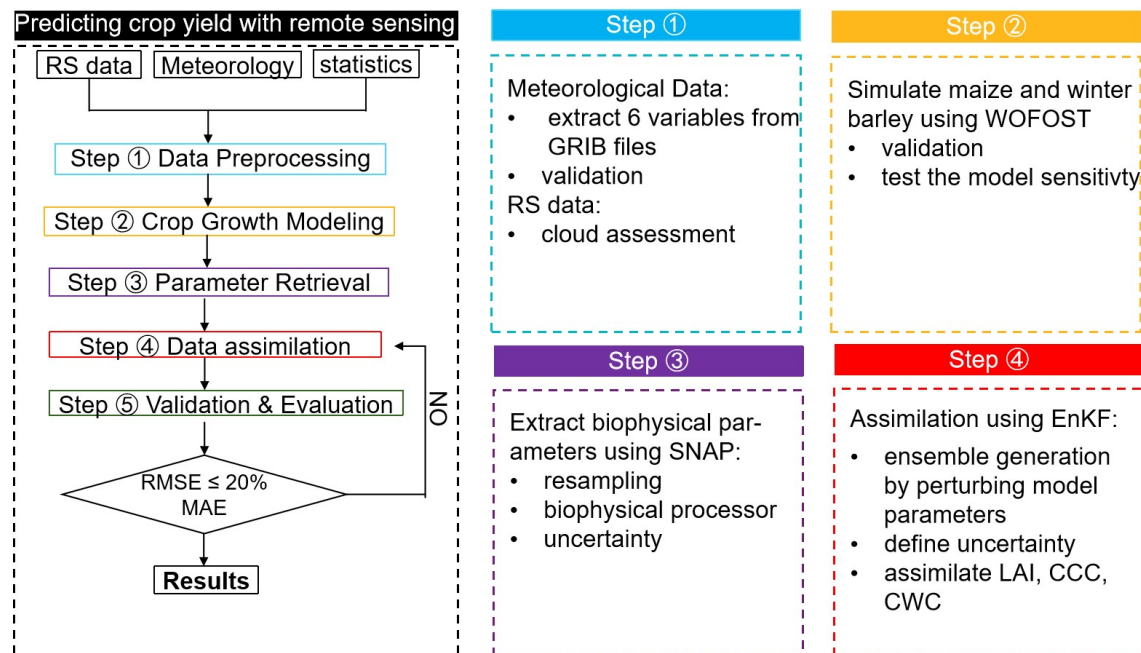 Predicting crop yield with remote sensing
RS data
Meteorology
statistics
Step ① Data Preprocessing
Step ② Crop Growth Modeling
Step ③ Parameter Retrieval
Step ④ Data assimilation
Step ⑤ Validation & Evaluation
NO
RMSE ≤ 20%
MAE
Results
Step ①
Meteorological Data:
• extract 6 variables from
GRIB files
• validation
RS data:
• cloud assessment
Step ②
Simulate maize and winter
barley using WOFOST
• validation
• test the model sensitivty
Step ③
Extract biophysical par-
ameters using SNAP:
• resampling
• biophysical processor
• uncertainty
Step ④
Assimilation using EnKF:
• ensemble generation
by perturbing model
parameters
• define uncertainty
• assimilate LAI, CCC,
CWC